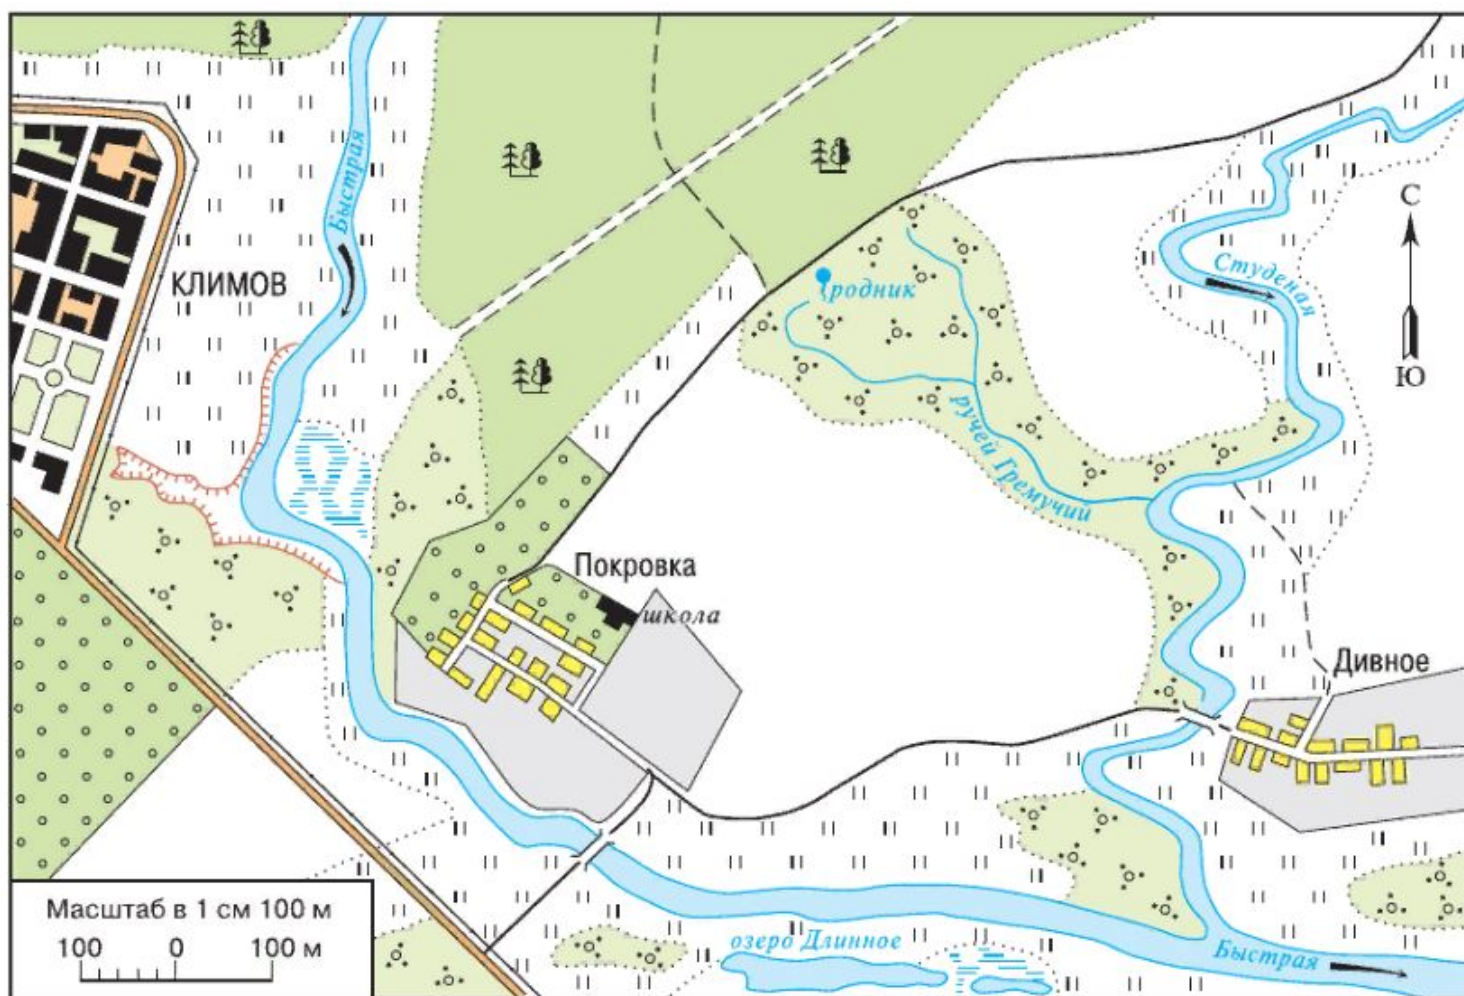 Быстрая
С
КЛИМОВ
родник
Студеная
Ю
ручей Гремучий
Покровка
школа
Дивное
Масштаб в 1 см 100 м
100 0 100 м
озеро Длинное
Быстрая